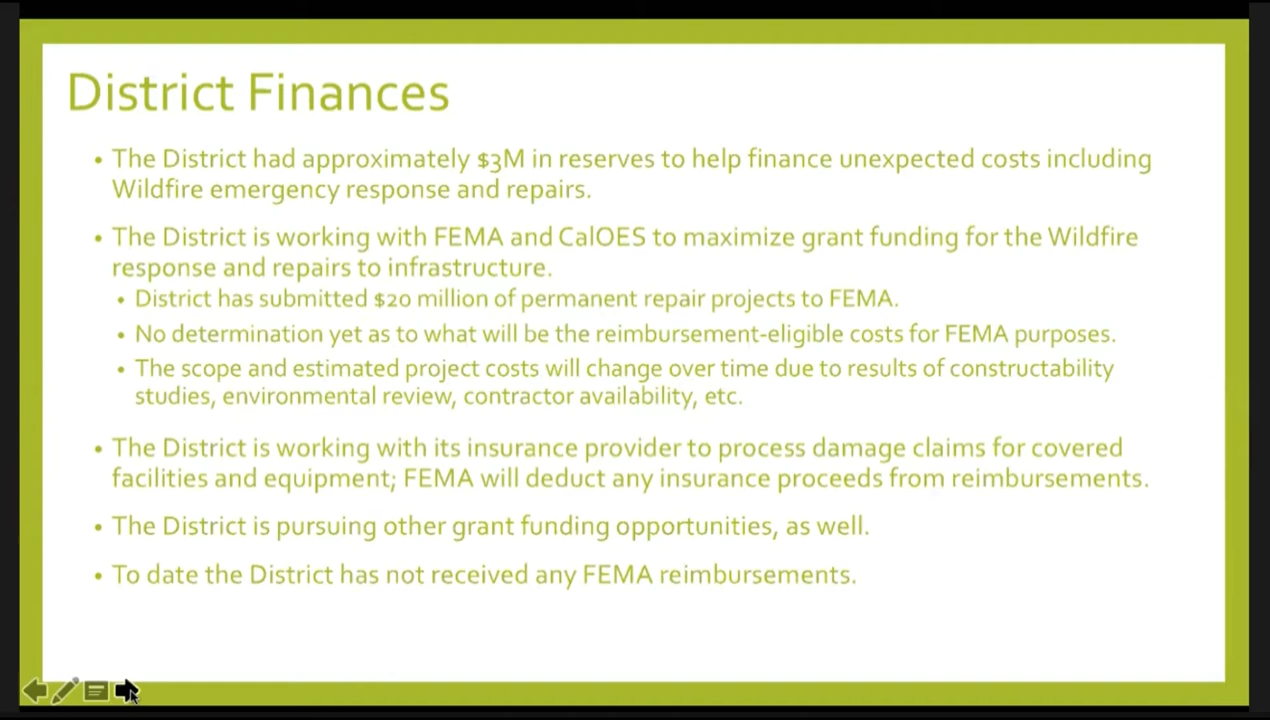 District Finances
• The District had approximately $3M in reserves to help finance unexpected costs including
Wildfire emergency response and repairs.
• The District is working with FEMA and CalOES to maximize grant funding for the Wildfire
response and repairs to infrastructure.
• District has submitted $20 million of permanent repair projects to FEMA.
• No determination yet as to what will be the reimbursement-eligible costs for FEMA purposes.
• The scope and estimated project costs will change over time due to results of constructability
studies, environmental review, contractor availability, etc.
• The District is working with its insurance provider to process damage claims for covered
facilities and equipment; FEMA will deduct any insurance proceeds from reimbursements.
• The District is pursuing other grant funding opportunities, as well.
• To date the District has not received any FEMA reimbursements.